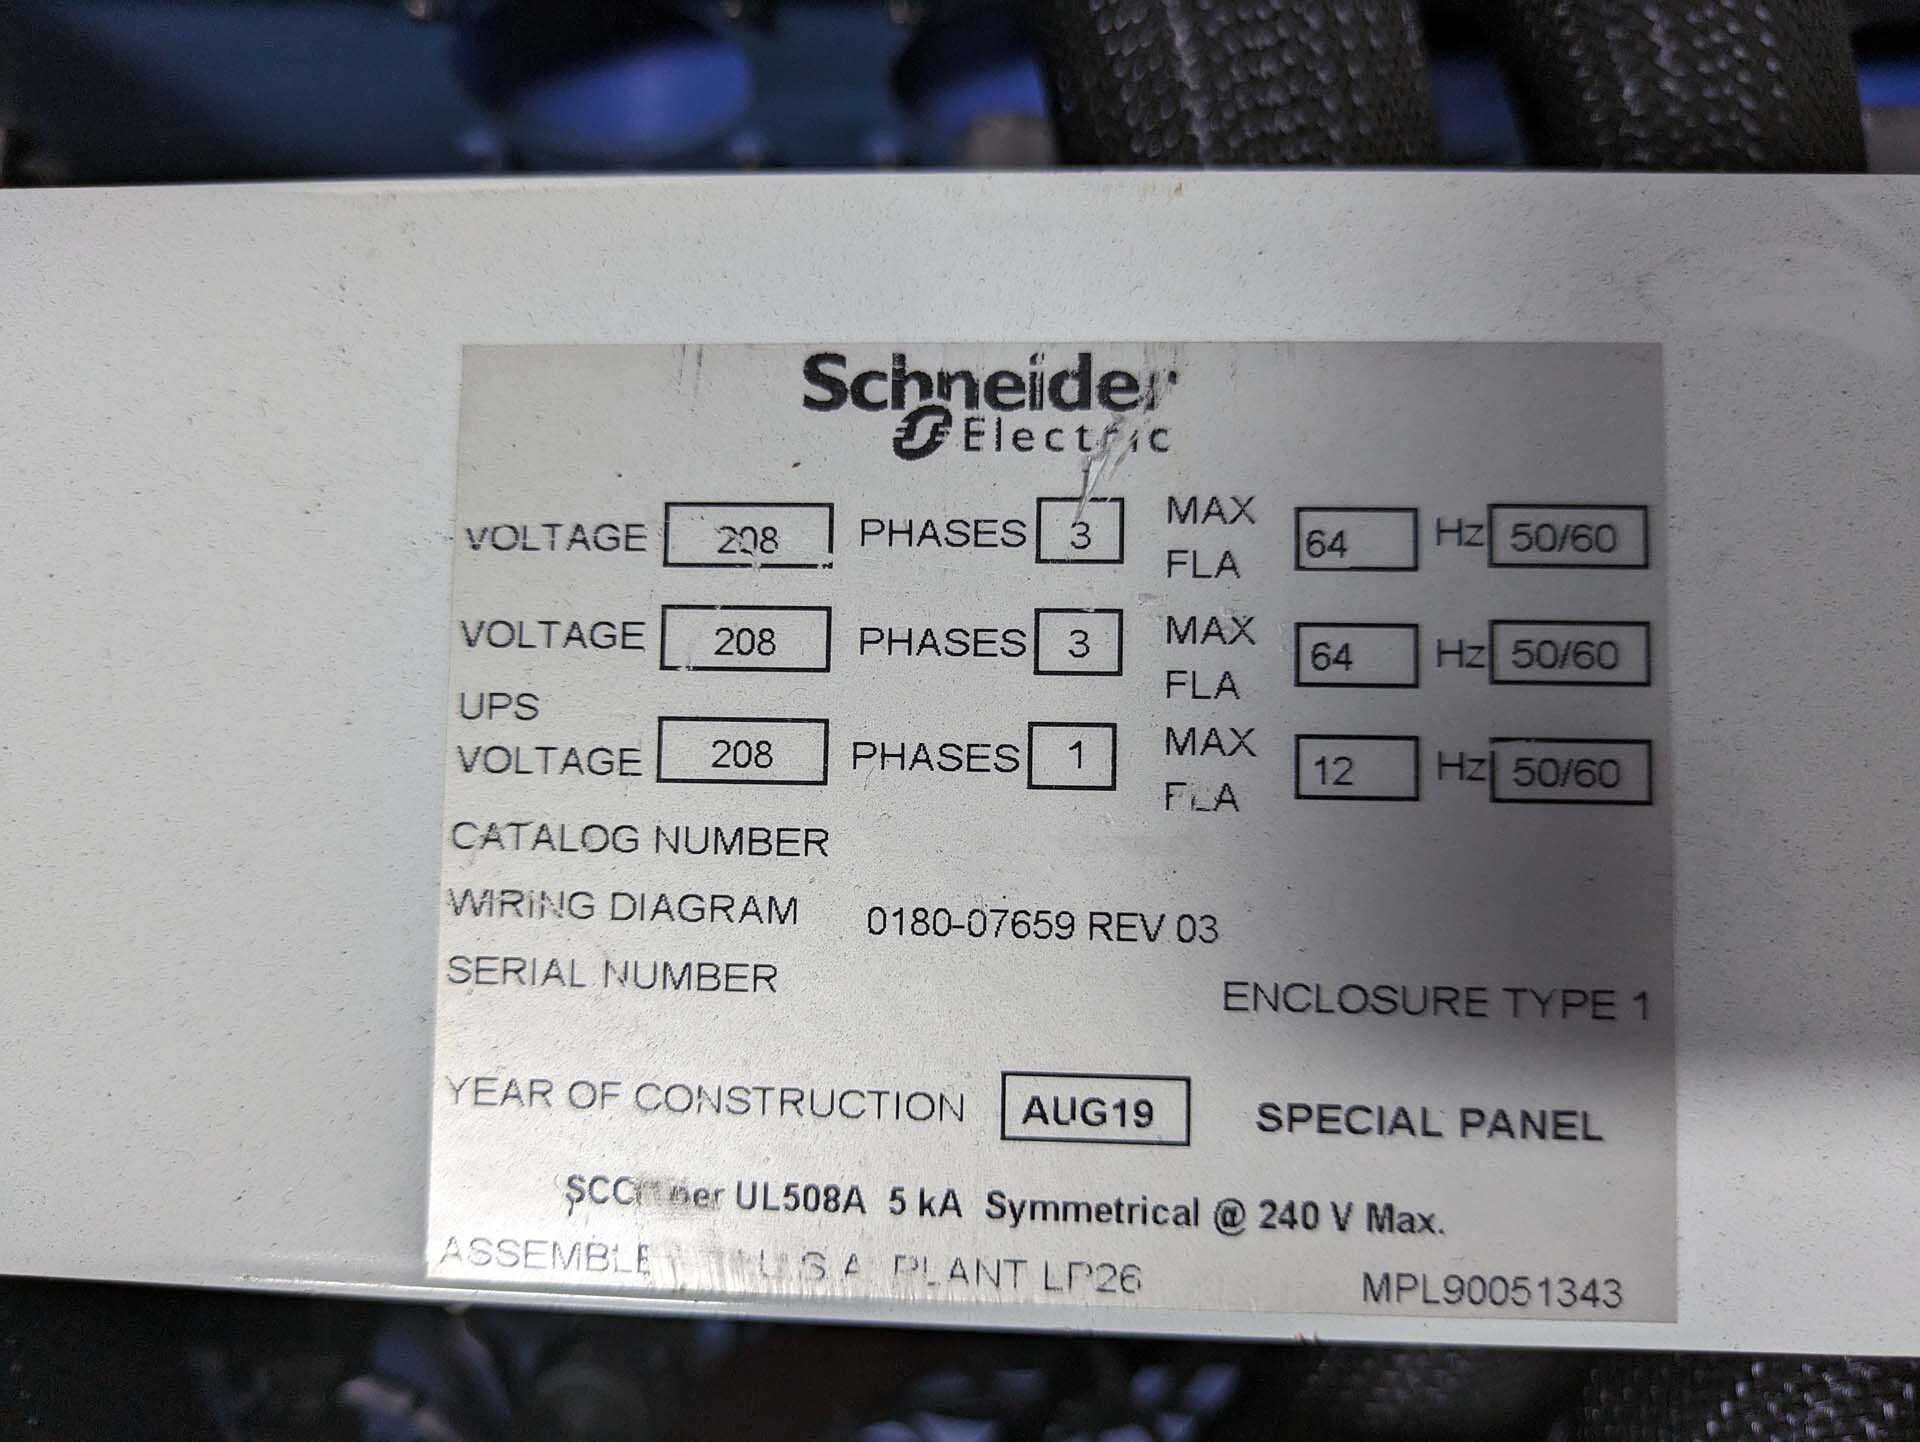 Schneider
Electric
VOLTAGE 208 PHASES 3 MAX FLA 64 Hz 50/60
VOLTAGE 208 PHASES 3 MAX FLA 64 Hz 50/60
UPS
VOLTAGE 208 PHASES 1 MAX FLA 12 Hz 50/60
CATALOG NUMBER
WIRING DIAGRAM 0180-07659 REV 03
SERIAL NUMBER
ENCLOSURE TYPE 1
YEAR OF CONSTRUCTION AUG19 SPECIAL PANEL
per UL508A 5 kA Symmetrical @ 240 V Max.
U.S.A. PLANT LP26 MPL90051343